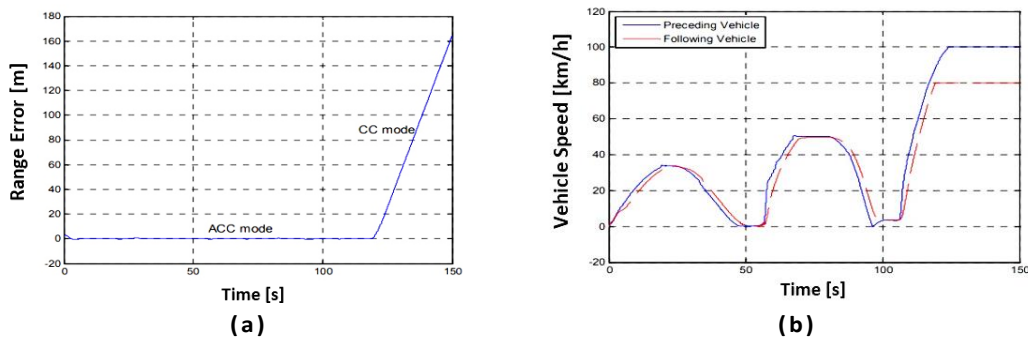 Range Error [m]
180
160
140
120
100
80
60
40
20
0
-20
CC mode
ACC mode
0
50
100
150
Time [s]
(a)
Vehicle Speed [km/h]
120
100
80
60
40
20
0
-20
Preceding Vehicle
Following Vehicle
0
50
100
150
Time [s]
(b)